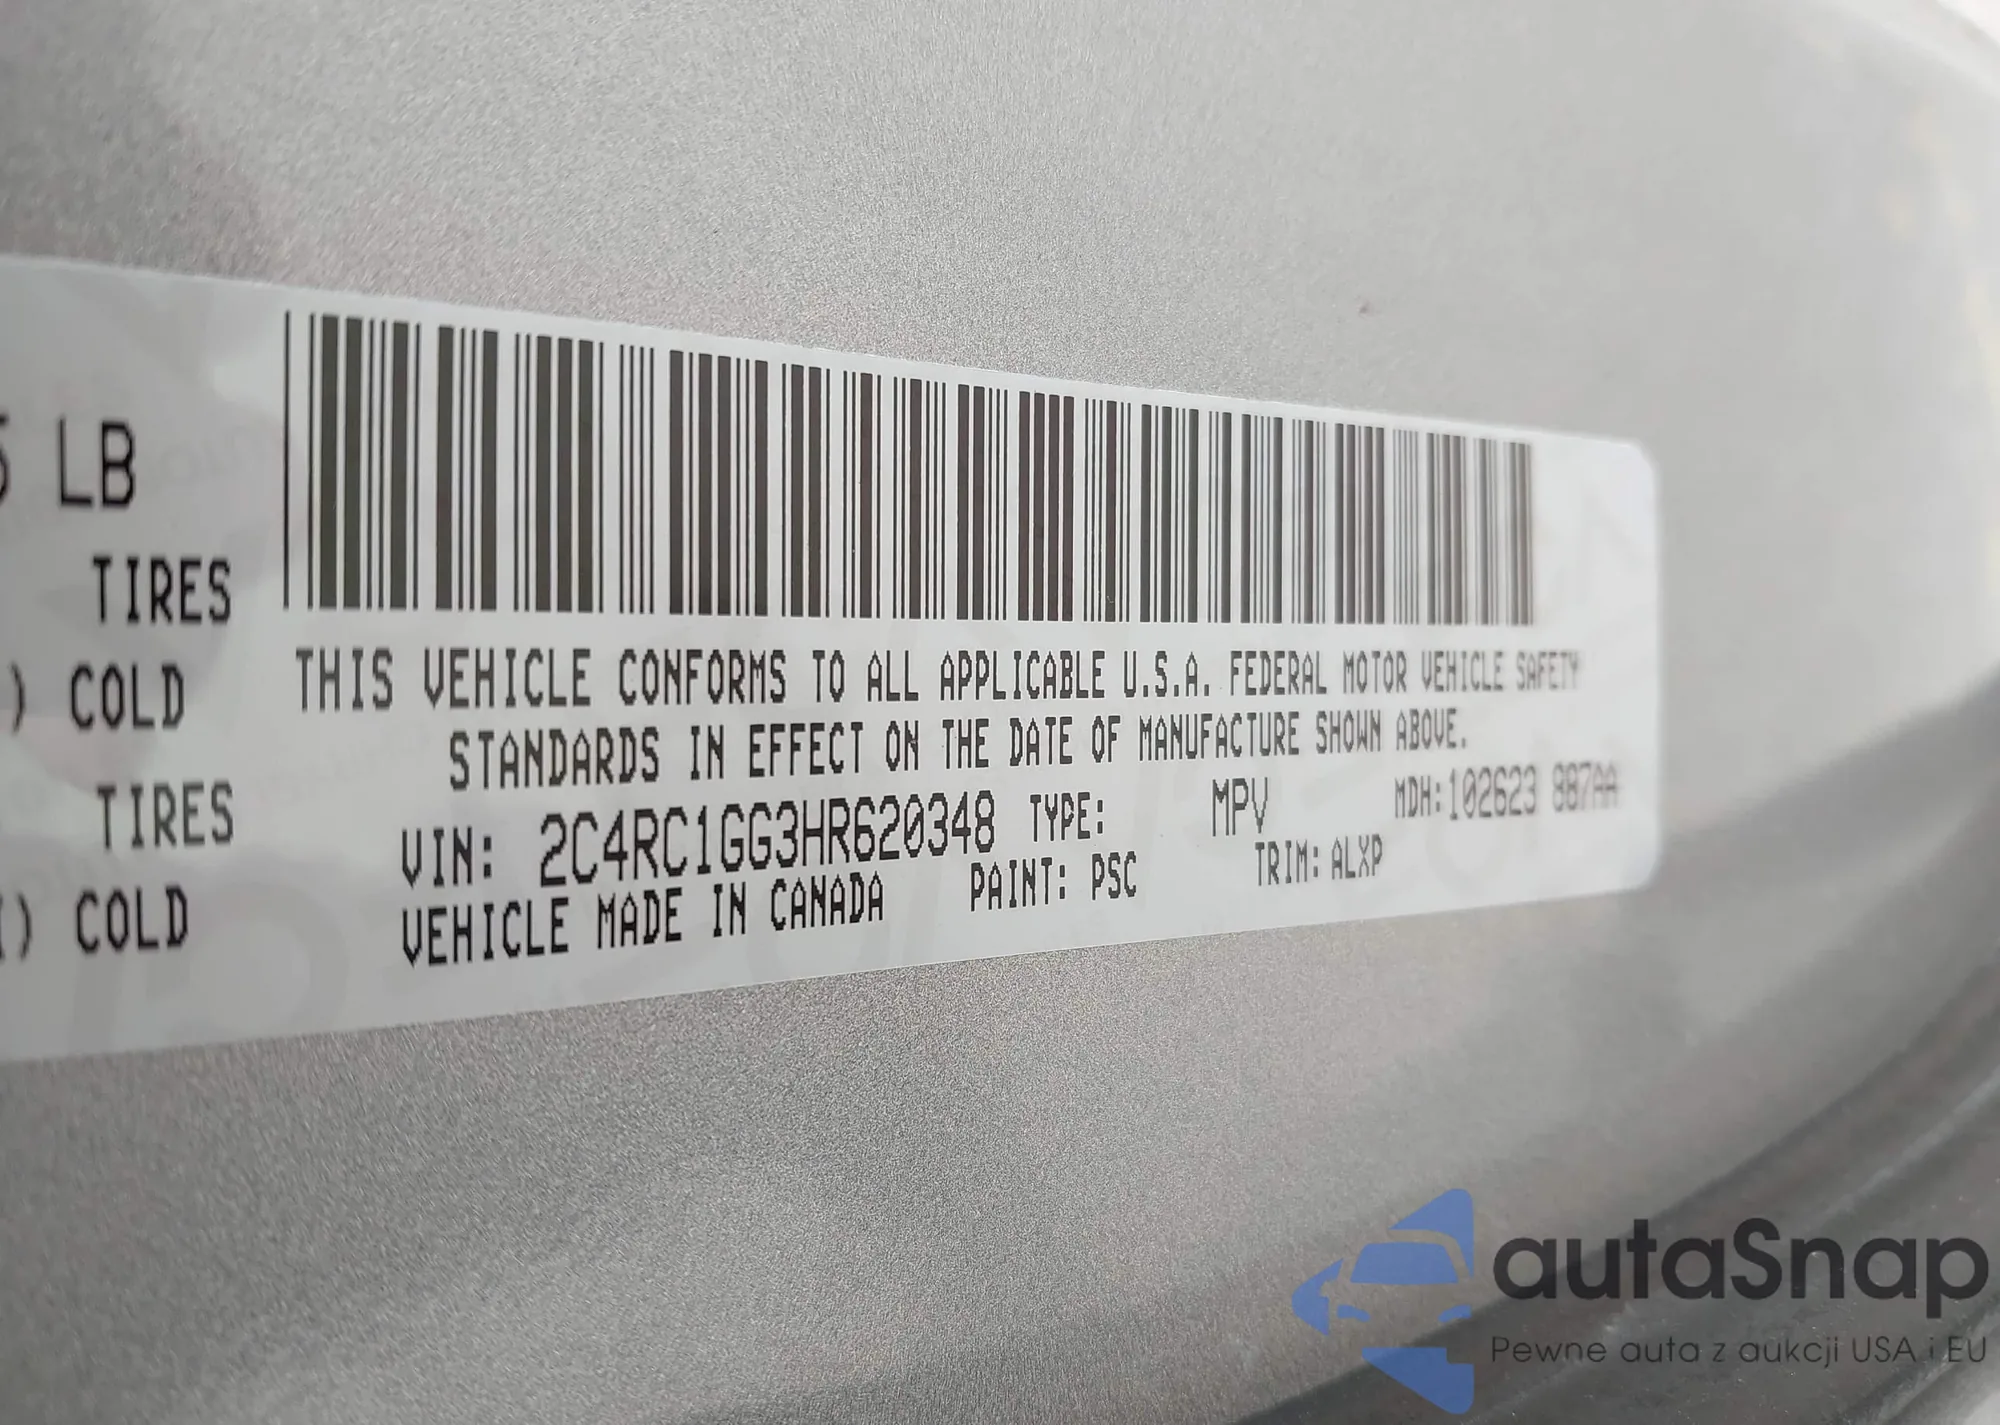 5 LB
TIRES
) COLD
TIRES
) COLD
THIS VEHICLE CONFORMS TO ALL APPLICABLE U.S.A. FEDERAL MOTOR VEHICLE SAFETY
STANDARDS IN EFFECT ON THE DATE OF MANUFACTURE SHOWN ABOVE.
VIN: 2C4RC1GG3HR620348 TYPE: MPV MDH:102623 887AA
VEHICLE MADE IN CANADA PAINT: PSC TRIM: ALXP
autaSnap
Pewne auta z aukcji USA i EU